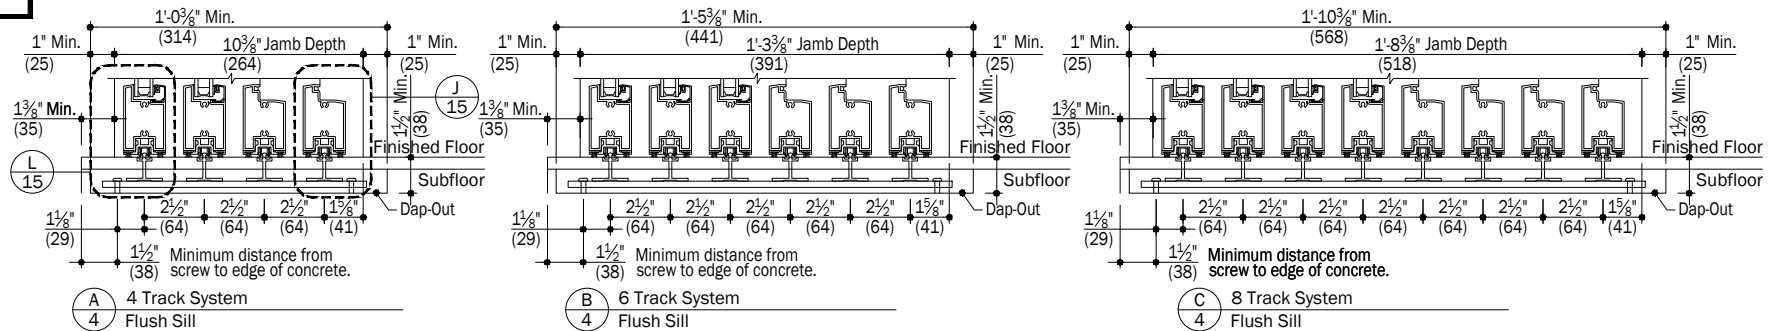 1'-0⅜" Min.
(314)
1" Min.
(25)
10⅜" Jamb Depth
(264)
1" Min.
(25)
J
15
1⅜" Min.
(35)
1½" Min.
(38)
Finished Floor
L
15
Subfloor
Dap-Out
1⅛"
(29)
2½"
(64)
2½"
(64)
2½"
(64)
1⅝"
(41)
1½"
(38)
Minimum distance from
screw to edge of concrete.
A
4
4 Track System
Flush Sill
1'-5⅜" Min.
(441)
1" Min.
(25)
1'-3⅜" Jamb Depth
(391)
1" Min.
(25)
1⅜" Min.
(35)
1½" Min.
(38)
Finished Floor
Subfloor
Dap-Out
1⅛"
(29)
2½"
(64)
2½"
(64)
2½"
(64)
2½"
(64)
2½"
(64)
1⅝"
(41)
1½"
(38)
Minimum distance from
screw to edge of concrete.
B
4
6 Track System
Flush Sill
1'-10⅜" Min.
(568)
1" Min.
(25)
1'-8⅜" Jamb Depth
(518)
1" Min.
(25)
1⅜" Min.
(35)
1½" Min.
(38)
Finished Floor
Subfloor
Dap-Out
1⅛"
(29)
2½"
(64)
2½"
(64)
2½"
(64)
2½"
(64)
2½"
(64)
2½"
(64)
2½"
(64)
1⅝"
(41)
1½"
(38)
Minimum distance from
screw to edge of concrete.
C
4
8 Track System
Flush Sill